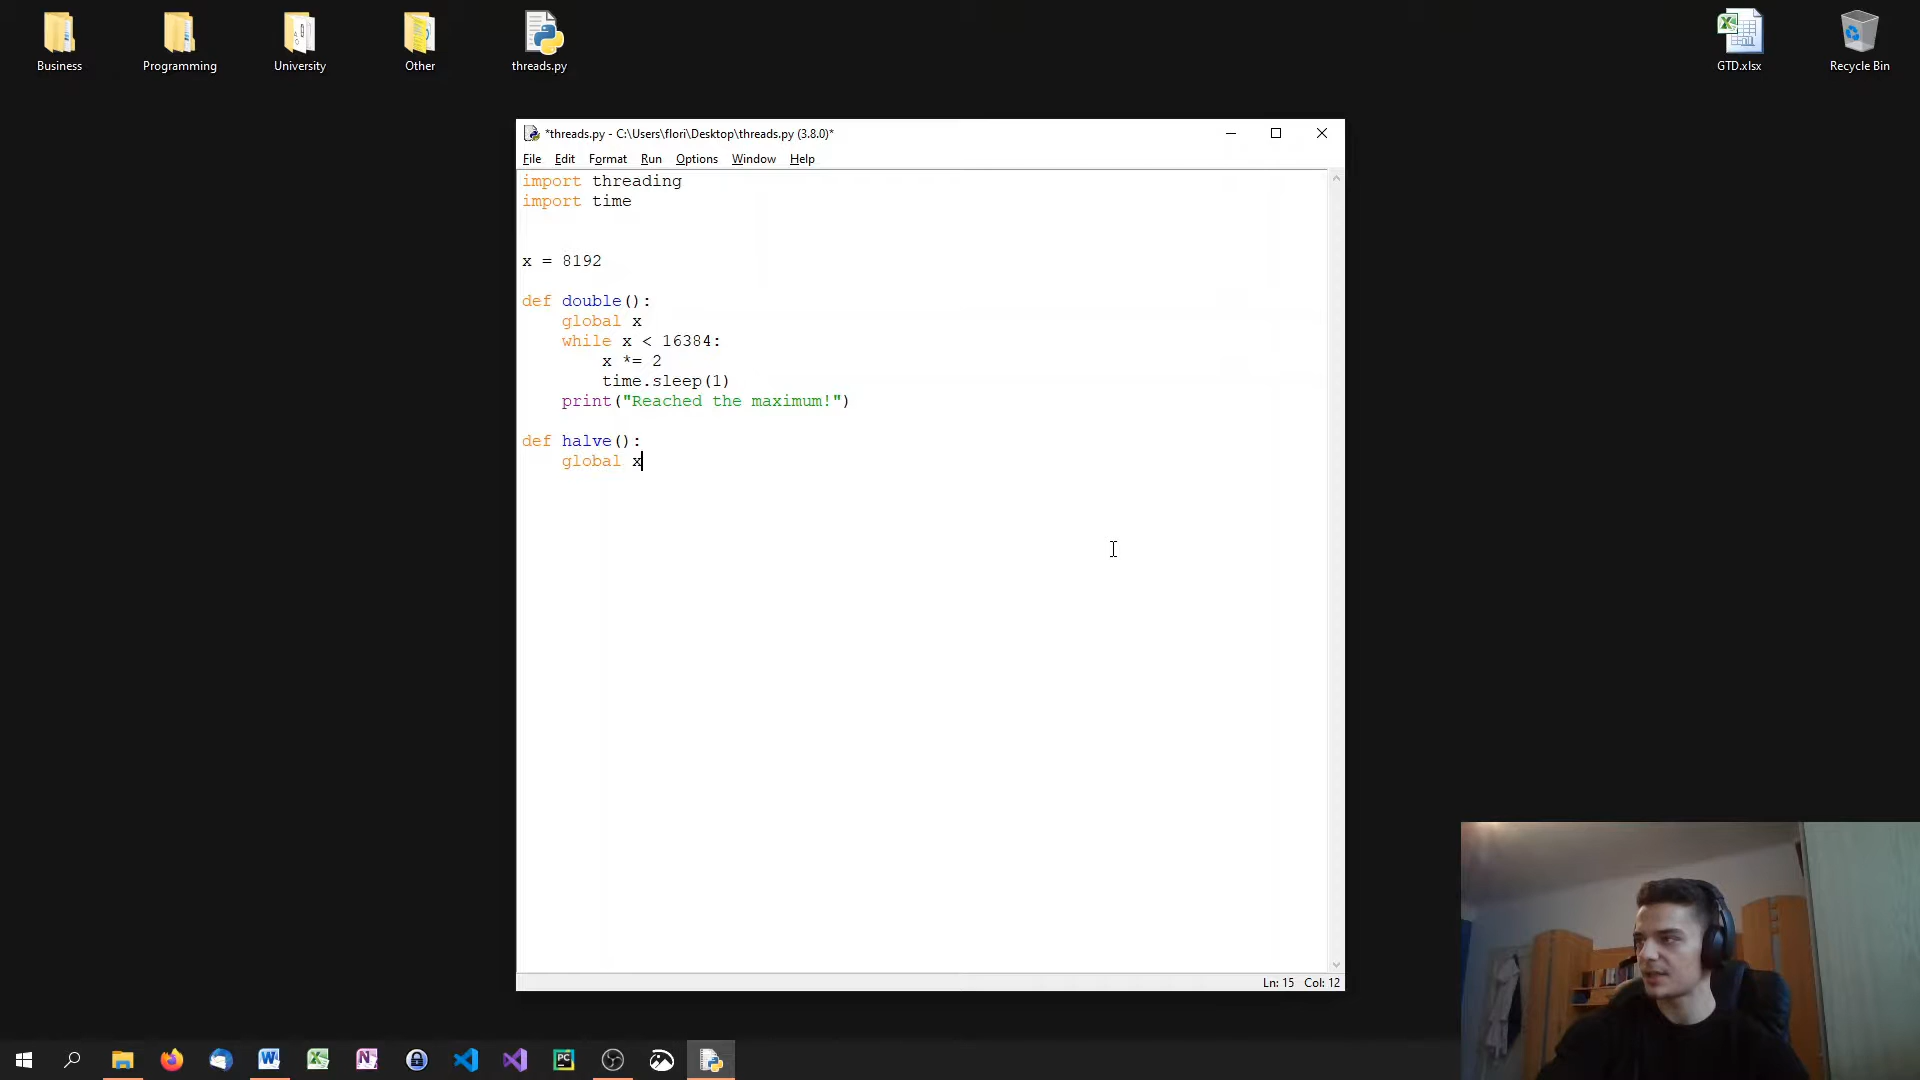 Business
Programming
University
Other
threads.py
GTD.xlsx
Recycle Bin
*threads.py - C:\Users\flori\Desktop\threads.py (3.8.0)*
File Edit Format Run Options Window Help
import threading
import time
x = 8192
def double():
    global x
    while x < 16384:
        x *= 2
        time.sleep(1)
    print("Reached the maximum!")
def halve():
    global x
Ln: 15 Col: 12